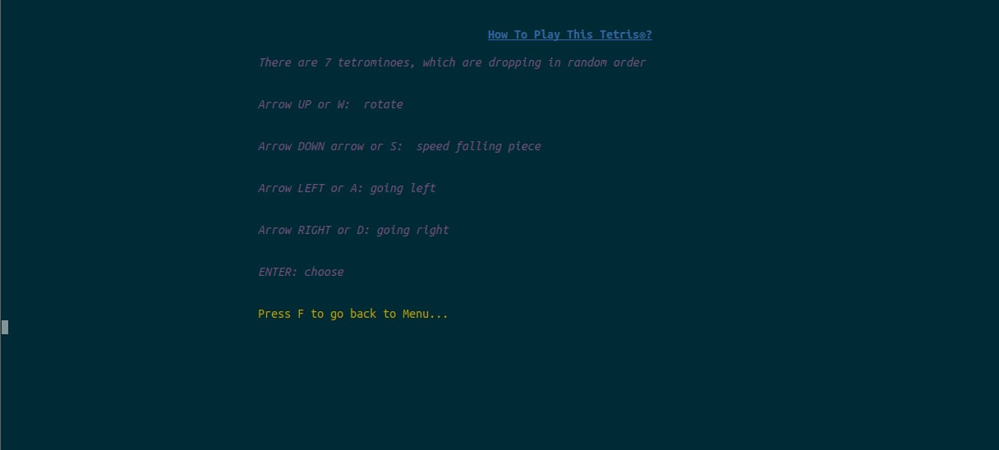 How To Play This Tetris®?
There are 7 tetrominoes, which are dropping in random order
Arrow UP or W:  rotate
Arrow DOWN arrow or S:  speed falling piece
Arrow LEFT or A: going left
Arrow RIGHT or D: going right
ENTER: choose
Press F to go back to Menu...